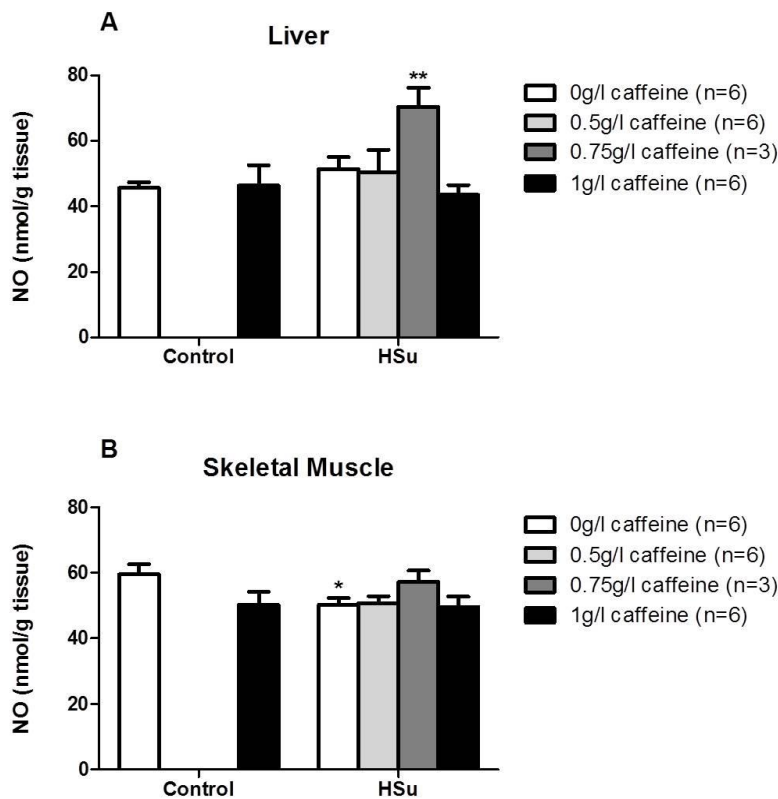 A
Liver
NO (nmol/g tissue)
80
60
40
20
0
**
Control
HSu
0g/l caffeine (n=6)
0.5g/l caffeine (n=6)
0.75g/l caffeine (n=3)
1g/l caffeine (n=6)
B
Skeletal Muscle
NO (nmol/g tissue)
80
60
40
20
0
*
Control
HSu
0g/l caffeine (n=6)
0.5g/l caffeine (n=6)
0.75g/l caffeine (n=3)
1g/l caffeine (n=6)